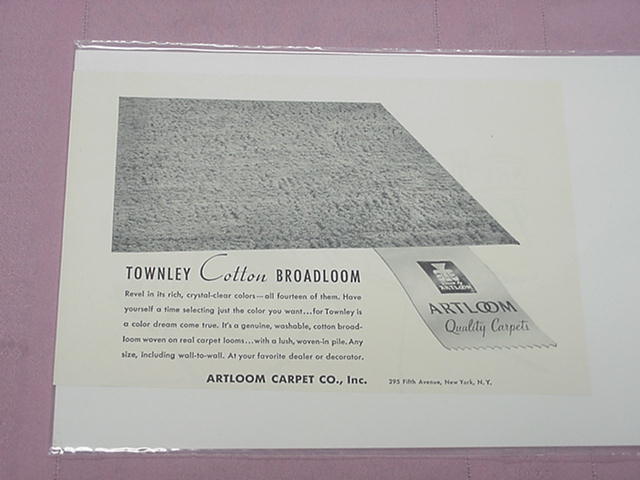 TOWNLEY Cotton BROADLOOM
Revel in its rich, crystal-clear colors—all fourteen of them. Have
yourself a time selecting just the color you want...for Townley is
a color dream come true. It's a genuine, washable, cotton broad-
loom woven on real carpet looms...with a lush, woven-in pile. Any
size, including wall-to-wall. At your favorite dealer or decorator.
ARTLOOM CARPET CO., Inc.
295 Fifth Avenue, New York, N. Y.
ARTLOOM
ARTLOOM
Quality Carpets